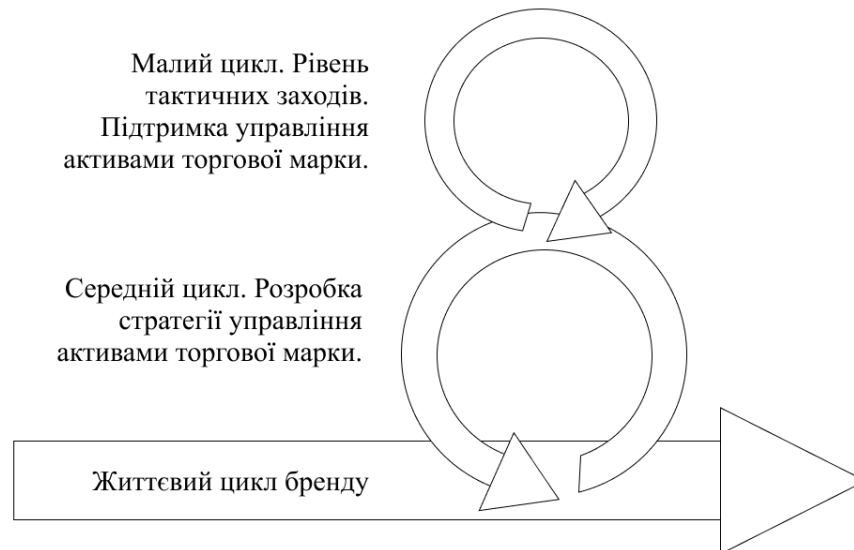 Малий цикл. Рівень
тактичних заходів.
Підтримка управління
активами торгової марки.
Середній цикл. Розробка
стратегії управління
активами торгової марки.
Життєвий цикл бренду